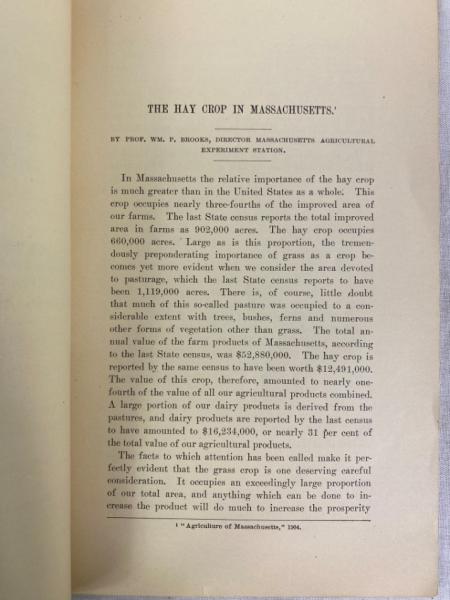 THE HAY CROP IN MASSACHUSETTS.¹
BY PROF. WM. P. BROOKS, DIRECTOR MASSACHUSETTS AGRICULTURAL
EXPERIMENT STATION.
In Massachusetts the relative importance of the hay crop
is much greater than in the United States as a whole. This
crop occupies nearly three-fourths of the improved area of
our farms. The last State census reports the total improved
area in farms as 902,000 acres. The hay crop occupies
660,000 acres. Large as is this proportion, the tremen-
dously preponderating importance of grass as a crop be-
comes yet more evident when we consider the area devoted
to pasturage, which the last State census reports to have
been 1,119,000 acres. There is, of course, little doubt
that much of this so-called pasture was occupied to a con-
siderable extent with trees, bushes, ferns and numerous
other forms of vegetation other than grass. The total an-
nual value of the farm products of Massachusetts, according
to the last State census, was $52,880,000. The hay crop is
reported by the same census to have been worth $12,491,000.
The value of this crop, therefore, amounted to nearly one-
fourth of the value of all our agricultural products combined.
A large portion of our dairy products is derived from the
pastures, and dairy products are reported by the last census
to have amounted to $16,234,000, or nearly 31 per cent of
the total value of our agricultural products.
The facts to which attention has been called make it per-
fectly evident that the grass crop is one deserving careful
consideration. It occupies an exceedingly large proportion
of our total area, and anything which can be done to in-
crease the product will do much to increase the prosperity
¹ "Agriculture of Massachusetts," 1904.